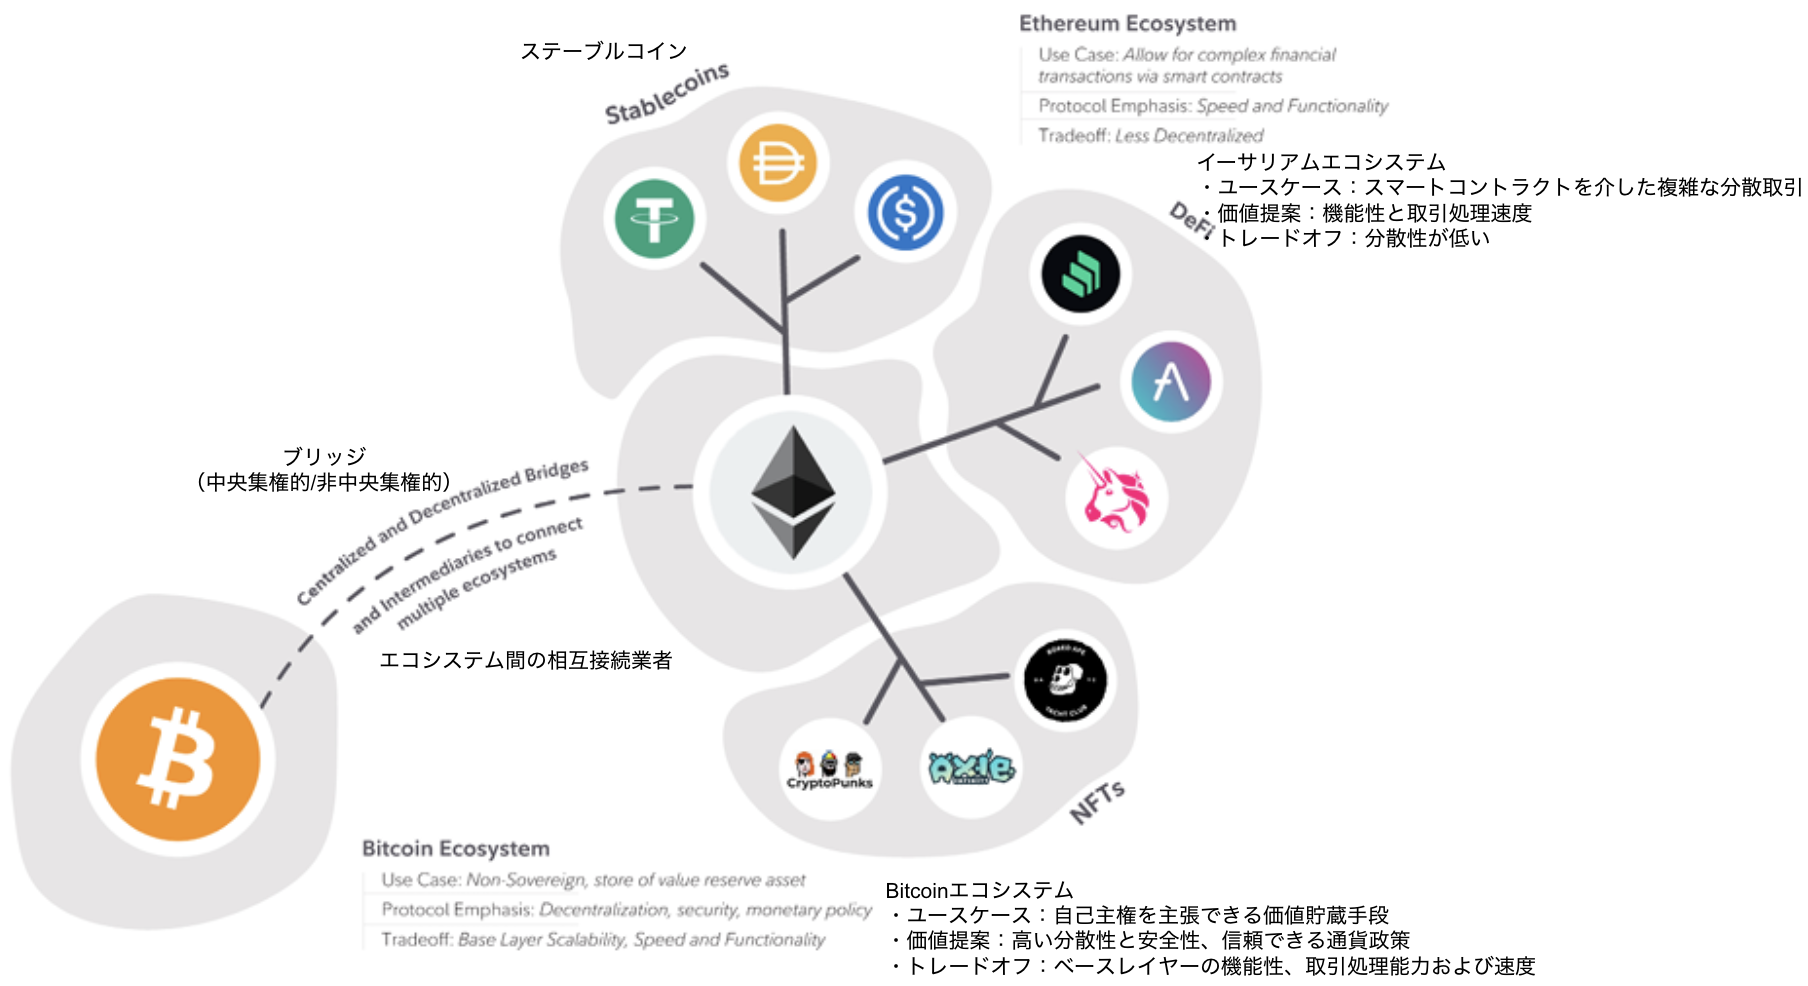 ステーブルコイン
Stablecoins
Ethereum Ecosystem
Use Case: Allow for complex financial
transactions via smart contracts
Protocol Emphasis: Speed and Functionality
Tradeoff: Less Decentralized
イーサリアムエコシステム
・ユースケース：スマートコントラクトを介した複雑な分散取引
・価値提案：機能性と取引処理速度
・トレードオフ：分散性が低い
DeFi
ブリッジ
（中央集権的/非中央集権的）
Centralized and Decentralized Bridges
and Intermediaries to connect
multiple ecosystems
エコシステム間の相互接続業者
BORED APE
YACHT CLUB
CryptoPunks
AXIE
NFTs
Bitcoin Ecosystem
Use Case: Non-Sovereign, store of value reserve asset
Protocol Emphasis: Decentralization, security, monetary policy
Tradeoff: Base Layer Scalability, Speed and Functionality
Bitcoinエコシステム
・ユースケース：自己主権を主張できる価値貯蔵手段
・価値提案：高い分散性と安全性、信頼できる通貨政策
・トレードオフ：ベースレイヤーの機能性、取引処理能力および速度